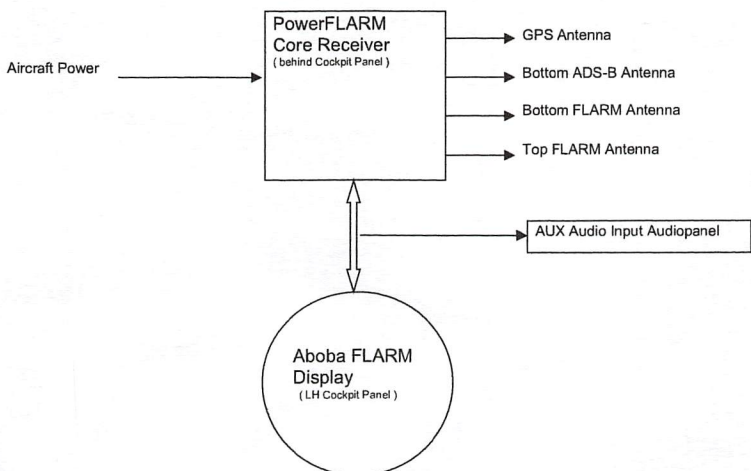 PowerFLARM
Core Receiver
( behind Cockpit Panel )
Aircraft Power
GPS Antenna
Bottom ADS-B Antenna
Bottom FLARM Antenna
Top FLARM Antenna
AUX Audio Input Audiopanel
Aboba FLARM
Display
( LH Cockpit Panel )